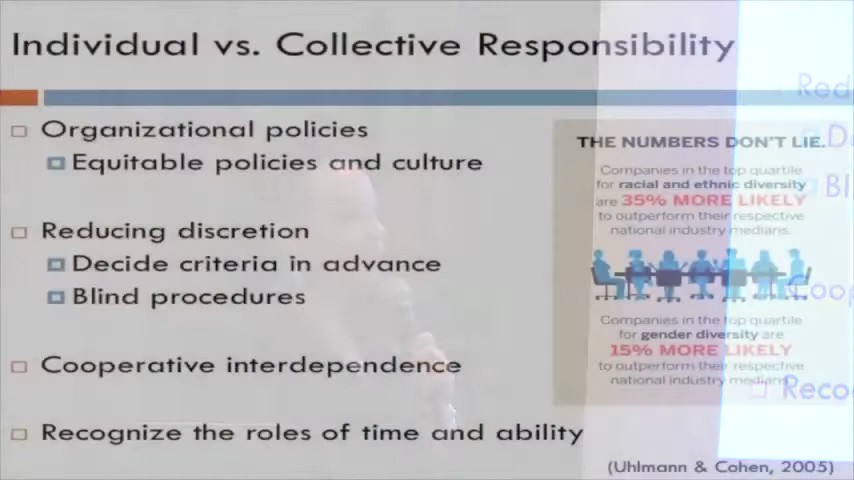 Individual vs. Collective Responsibility
Organizational policies
Equitable policies and culture
Reducing discretion
Decide criteria in advance
Blind procedures
Cooperative interdependence
Recognize the roles of time and ability
THE NUMBERS DON'T LIE.
Companies in the top quartile
for racial and ethnic diversity
are 35% MORE LIKELY
to outperform their respective
national industry medians.
Companies in the top quartile
for gender diversity are
15% MORE LIKELY
to outperform their respective
national industry medians.
(Uhlmann & Cohen, 2005)